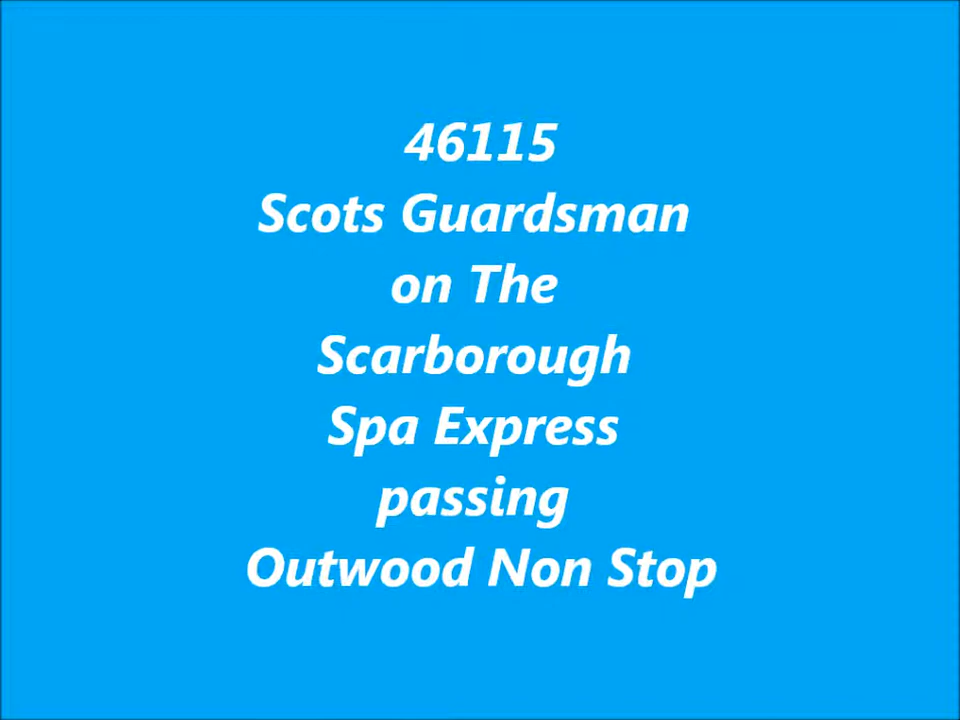 46115
Scots Guardsman
on The
Scarborough
Spa Express
passing
Outwood Non Stop